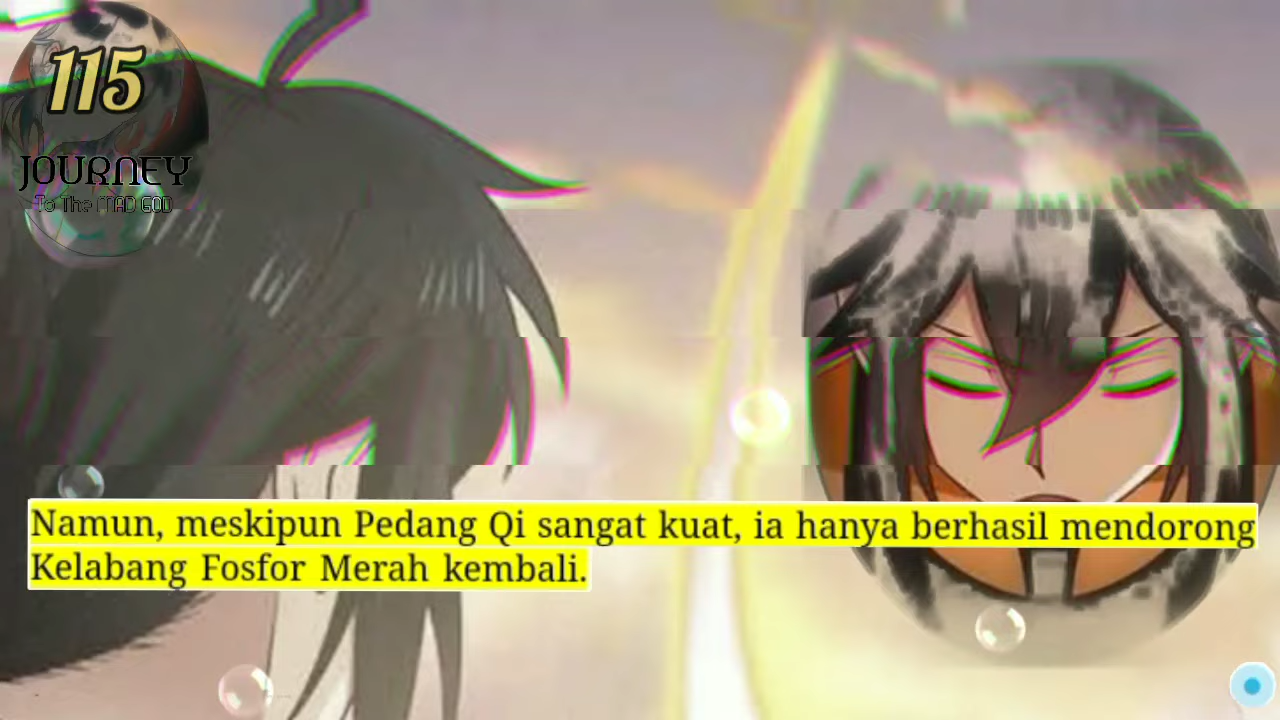 115
JOURNEY
To The MAD GOD
Namun, meskipun Pedang Qi sangat kuat, ia hanya berhasil mendorong
Kelabang Fosfor Merah kembali.